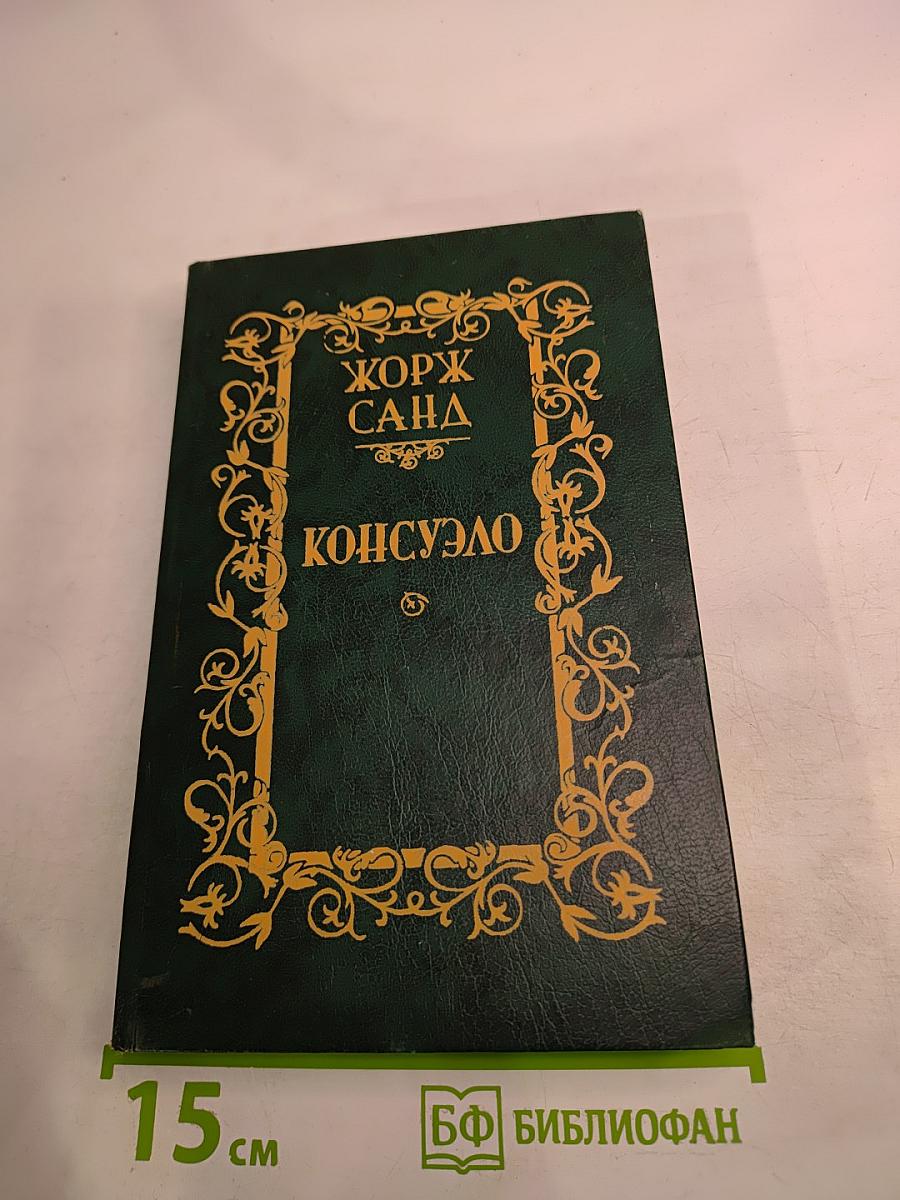 ЖОРЖ
САНД
КОНСУЭЛО
15 см
БФ БИБЛИОФАН